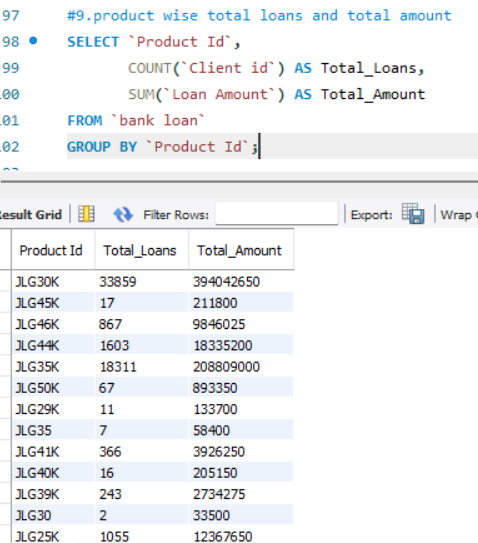 97 #9.product wise total loans and total amount
98 SELECT `Product Id`,
99 COUNT(`Client id`) AS Total_Loans,
100 SUM(`Loan Amount`) AS Total_Amount
101 FROM `bank loan`
102 GROUP BY `Product Id`;
Result Grid Filter Rows: Export: Wrap
Product Id Total_Loans Total_Amount
JLG30K 33859 394042650
JLG45K 17 211800
JLG46K 867 9846025
JLG44K 1603 18335200
JLG35K 18311 208809000
JLG50K 67 893350
JLG29K 11 133700
JLG35 7 58400
JLG41K 366 3926250
JLG40K 16 205150
JLG39K 243 2734275
JLG30 2 33500
JLG25K 1055 12367650